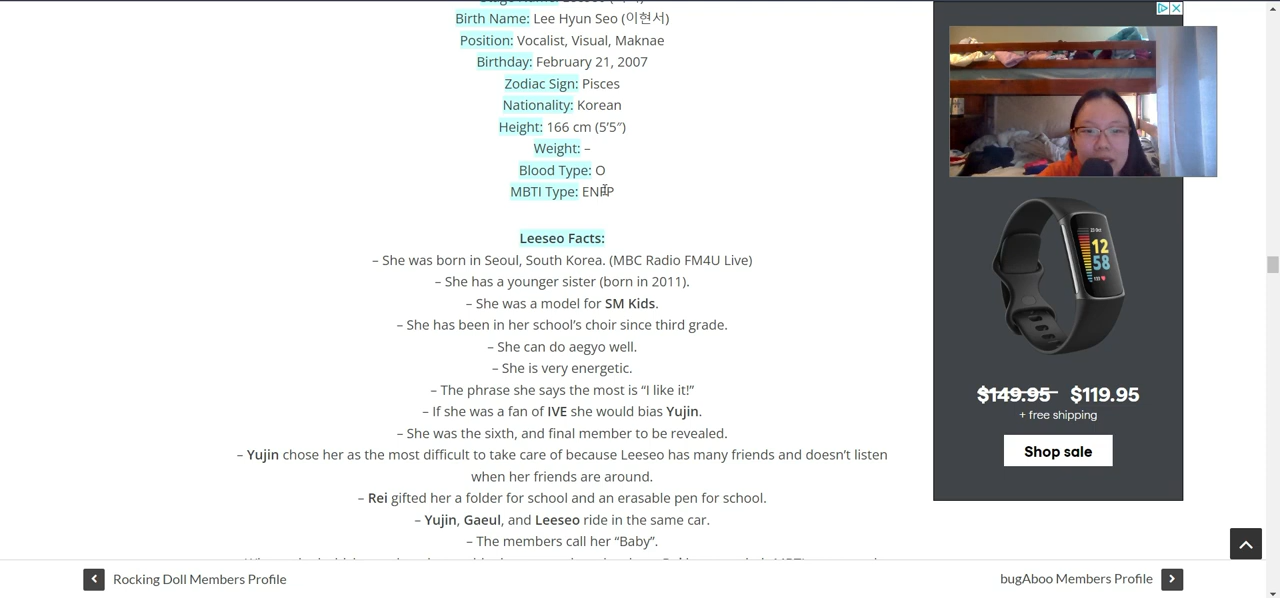 Birth Name: Lee Hyun Seo (이현서)
Position: Vocalist, Visual, Maknae
Birthday: February 21, 2007
Zodiac Sign: Pisces
Nationality: Korean
Height: 166 cm (5'5″)
Weight: –
Blood Type: O
MBTI Type: ENFP
Leeseo Facts:
– She was born in Seoul, South Korea. (MBC Radio FM4U Live)
– She has a younger sister (born in 2011).
– She was a model for SM Kids.
– She has been in her school's choir since third grade.
– She can do aegyo well.
– She is very energetic.
– The phrase she says the most is “I like it!”
– If she was a fan of IVE she would bias Yujin.
– She was the sixth, and final member to be revealed.
– Yujin chose her as the most difficult to take care of because Leeseo has many friends and doesn't listen
when her friends are around.
– Rei gifted her a folder for school and an erasable pen for school.
– Yujin, Gaeul, and Leeseo ride in the same car.
– The members call her “Baby”.
12
58
$149.95 $119.95
+ free shipping
Shop sale
Rocking Doll Members Profile
bugAboo Members Profile